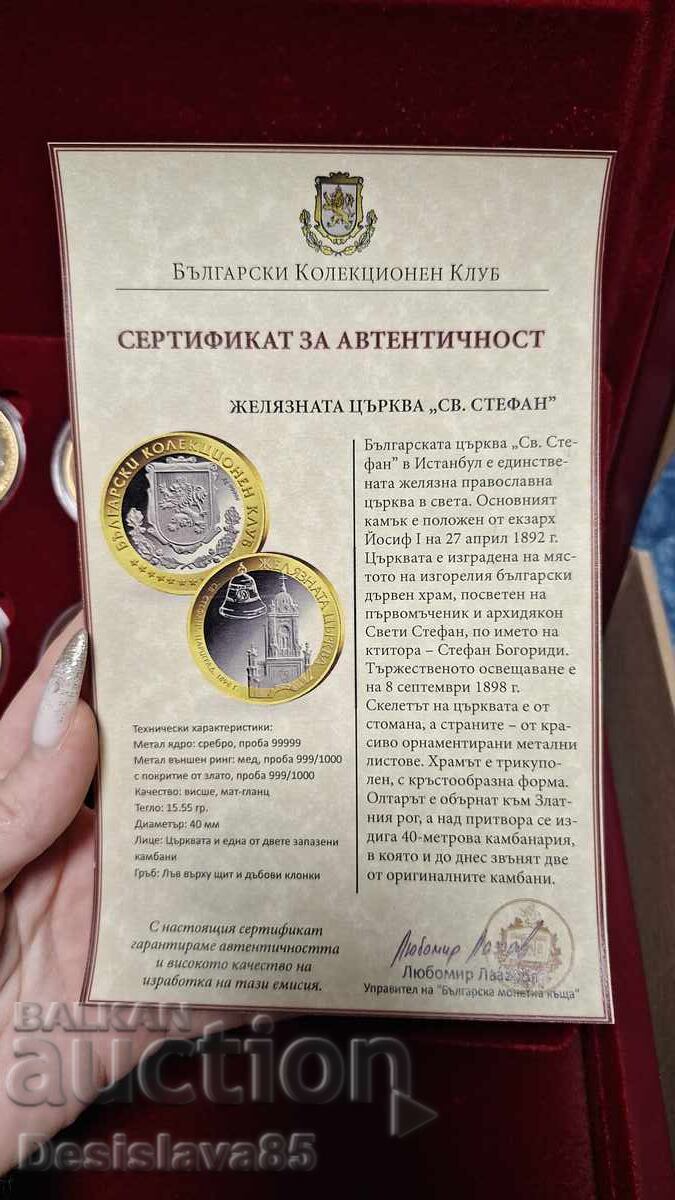 Български Колекционен Клуб
СЕРТИФИКАТ ЗА АВТЕНТИЧНОСТ
ЖЕЛЯЗНАТА ЦЪРКВА „СВ. СТЕФАН”
БЪЛГАРСКИ КОЛЕКЦИОНЕН КЛУБ
ЖЕЛЯЗНАТА ЦЪРКВА
ЦАРИГРАД, 1898 Г.
Българската църква „Св. Сте-
фан” в Истанбул е единстве-
ната желязна православна
църква в света. Основният
камък е положен от екзарх
Йосиф I на 27 април 1892 г.
Църквата е изградена на мяс-
тото на изгорелия български
дървен храм, посветен на
първомъченик и архидякон
Свети Стефан, по името на
ктитора – Стефан Богориди.
Тържественото освещаване е
на 8 септември 1898 г.
Скелетът на църквата е от
стомана, а страните – от кра-
сиво орнаментирани метални
листове. Храмът е трикупо-
лен, с кръстообразна форма.
Олтарът е обърнат към Злат-
ния рог, а над притвора се из-
дига 40-метрова камбанария,
в която и до днес звънят две
от оригиналните камбани.
Технически характеристики:
Метал ядро: сребро, проба 99999
Метал външен ринг: мед, проба 999/1000
с покритие от злато, проба 999/1000
Качество: висше, мат-гланц
Тегло: 15.55 гр.
Диаметър: 40 мм
Лице: Църквата и една от двете запазени
камбани
Гръб: Лъв върху щит и дъбови клонки
С настоящия сертификат
гарантираме автентичността
и високото качество на
изработка на тази емисия.
Любомир
Управител на "Българска монетна къща"
BALKAN
auction
Desislava85